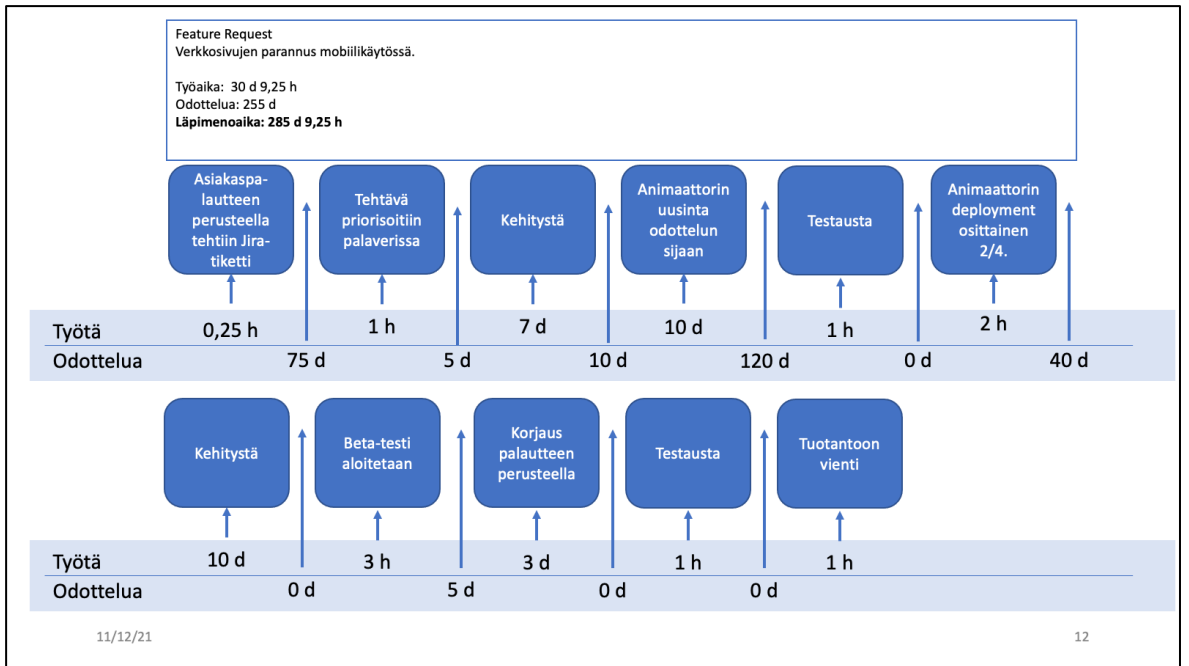 Feature Request
Verkkosivujen parannus mobiilikäytössä.
Työaika:  30 d 9,25 h
Odottelua: 255 d
Läpimenoaika: 285 d 9,25 h
Asiakaspa-
lautteen
perusteella
tehtiin Jira-
tiketti
Tehtävä
priorisoitiin
palaverissa
Kehitystä
Animaattorin
uusinta
odottelun
sijaan
Testausta
Animaattorin
deployment
osittainen
2/4.
Työtä 0,25 h 1 h 7 d 10 d 1 h 2 h
Odottelua 75 d 5 d 10 d 120 d 0 d 40 d
Kehitystä
Beta-testi
aloitetaan
Korjaus
palautteen
perusteella
Testausta
Tuotantoon
vienti
Työtä 10 d 3 h 3 d 1 h 1 h
Odottelua 0 d 5 d 0 d 0 d
11/12/21 12